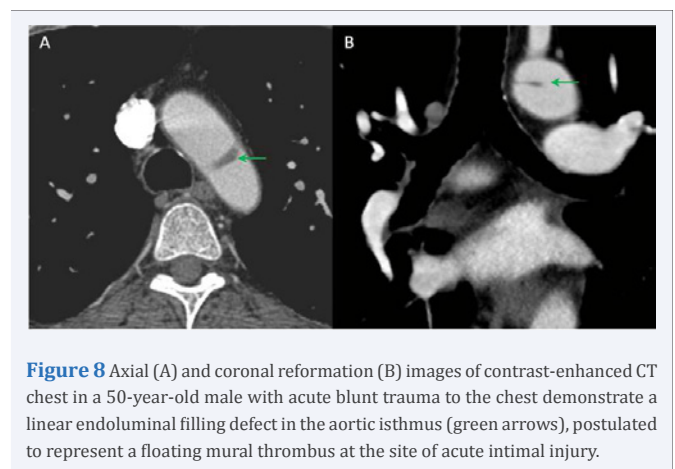 A
B
Figure 8 Axial (A) and coronal reformation (B) images of contrast-enhanced CT
chest in a 50-year-old male with acute blunt trauma to the chest demonstrate a
linear endoluminal filling defect in the aortic isthmus (green arrows), postulated
to represent a floating mural thrombus at the site of acute intimal injury.